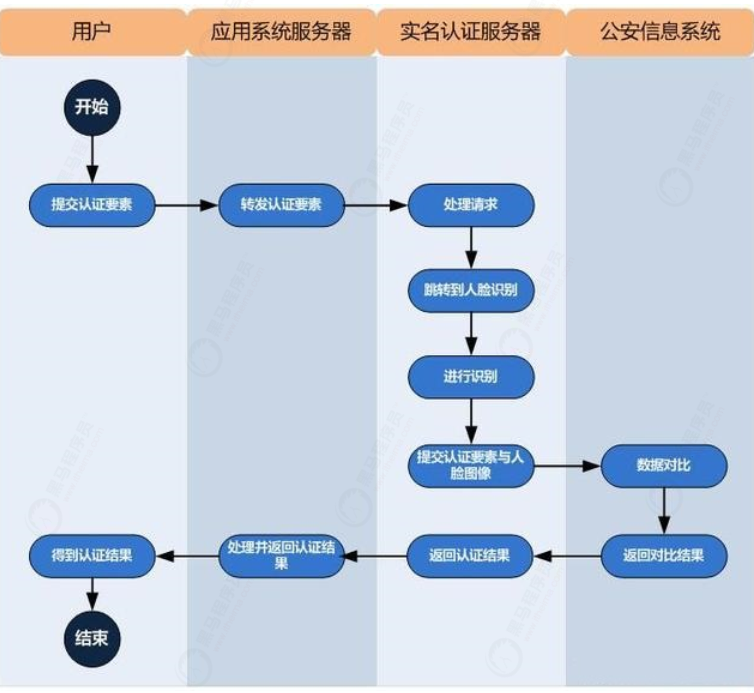 用户
应用系统服务器
实名认证服务器
公安信息系统
开始
提交认证要素
转发认证要素
处理请求
跳转到人脸识别
进行识别
提交认证要素与人
脸图像
数据对比
得到认证结果
处理并返回认证结
果
返回认证结果
返回对比结果
结束
黑马程序员